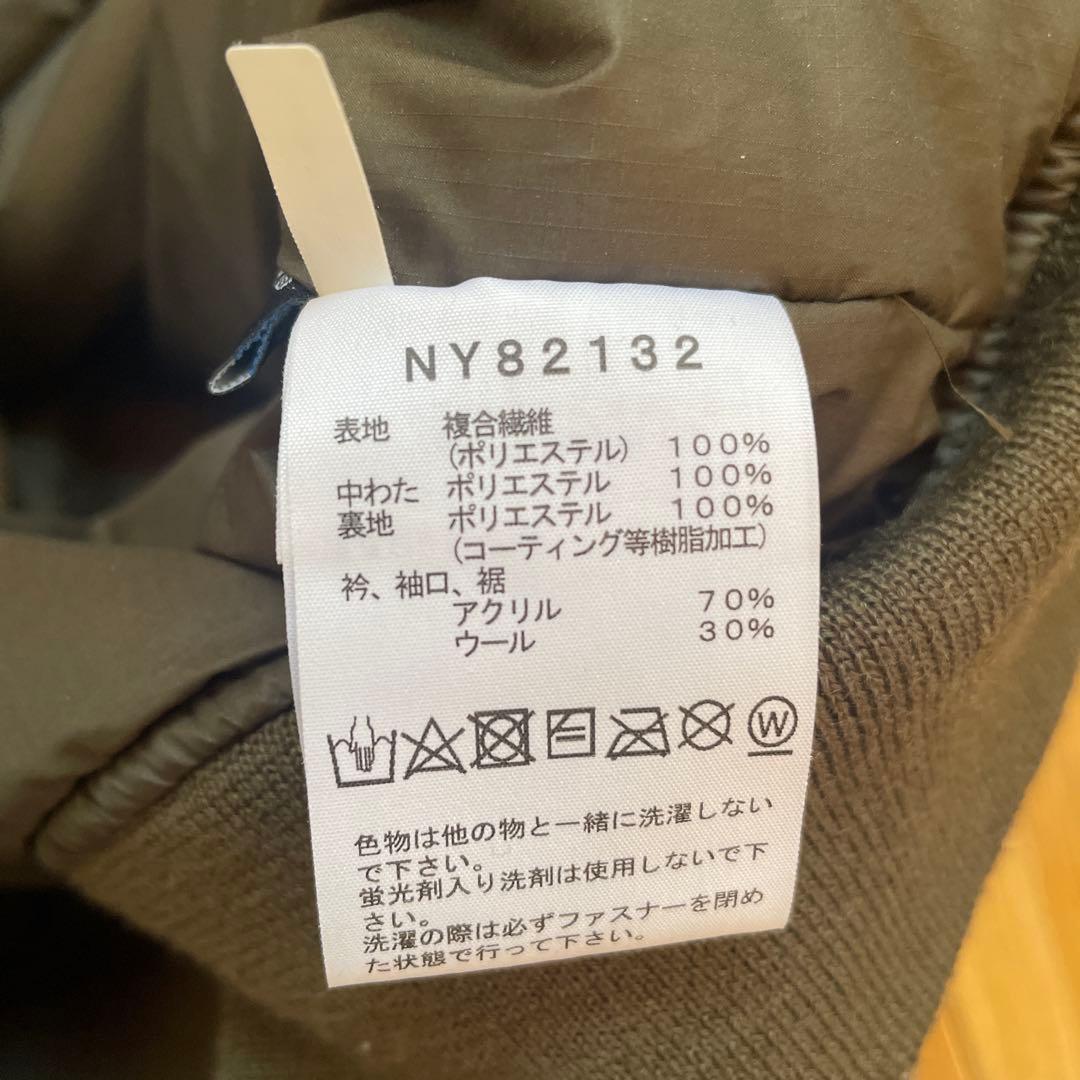 NY82132
表地 複合繊維
(ポリエステル) 100%
中わた ポリエステル 100%
裏地 ポリエステル 100%
(コーティング等樹脂加工)
衿、袖口、裾
アクリル 70%
ウール 30%
W
色物は他の物と一緒に洗濯しない
で下さい。
蛍光剤入り洗剤は使用しないで下
さい。
洗濯の際は必ずファスナーを閉め
た状態で行って下さい。